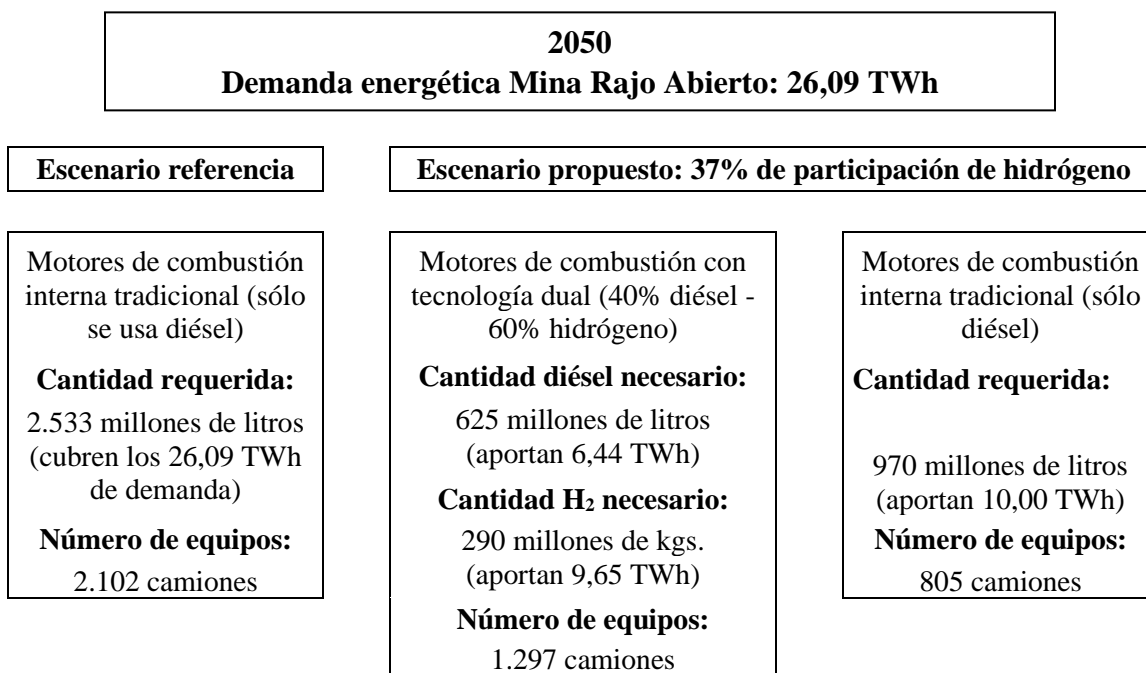 2050
Demanda energética Mina Rajo Abierto: 26,09 TWh
Escenario referencia
Escenario propuesto: 37% de participación de hidrógeno
Motores de combustión
interna tradicional (sólo
se usa diésel)
Cantidad requerida:
2.533 millones de litros
(cubren los 26,09 TWh
de demanda)
Número de equipos:
2.102 camiones
Motores de combustión con
tecnología dual (40% diésel -
60% hidrógeno)
Cantidad diésel necesario:
625 millones de litros
(aportan 6,44 TWh)
Cantidad H₂ necesario:
290 millones de kgs.
(aportan 9,65 TWh)
Número de equipos:
1.297 camiones
Motores de combustión
interna tradicional (sólo
diésel)
Cantidad requerida:
970 millones de litros
(aportan 10,00 TWh)
Número de equipos:
805 camiones